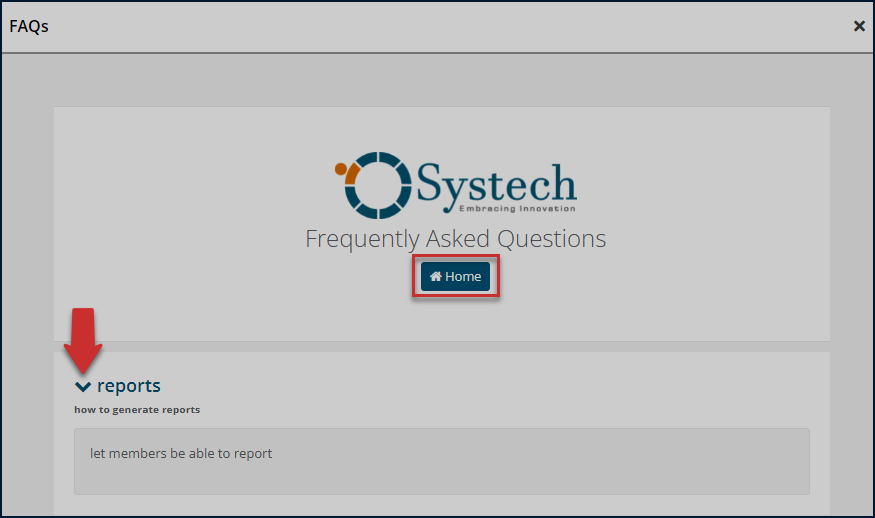 FAQs
Systech
Embracing Innovation
Frequently Asked Questions
Home
reports
how to generate reports
let members be able to report